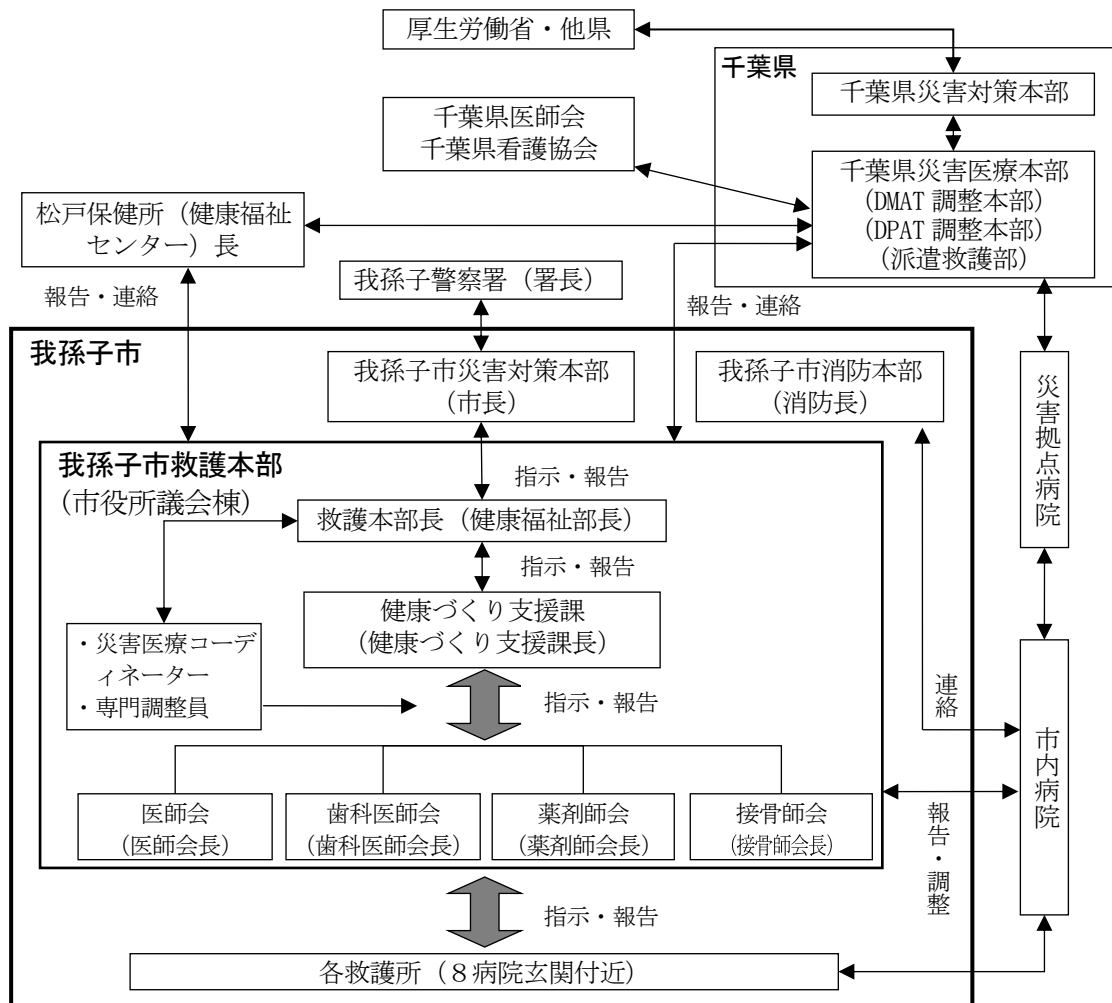 厚生労働省・他県
千葉県
千葉県災害対策本部
千葉県医師会
千葉県看護協会
千葉県災害医療本部
(DMAT 調整本部)
(DPAT 調整本部)
(派遣救護部)
松戸保健所（健康福祉
センター）長
報告・連絡
我孫子警察署（署長）
報告・連絡
我孫子市
我孫子市災害対策本部
(市長)
我孫子市消防本部
(消防長)
災害拠点病院
我孫子市救護本部
(市役所議会棟)
指示・報告
救護本部長（健康福祉部長）
指示・報告
健康づくり支援課
(健康づくり支援課長)
・災害医療コーデ
ィネーター
・専門調整員
指示・報告
連絡
市内病院
医師会
(医師会長)
歯科医師会
(歯科医師会長)
薬剤師会
(薬剤師会長)
接骨師会
(接骨師会長)
報告・調整
指示・報告
各救護所（８病院玄関付近）